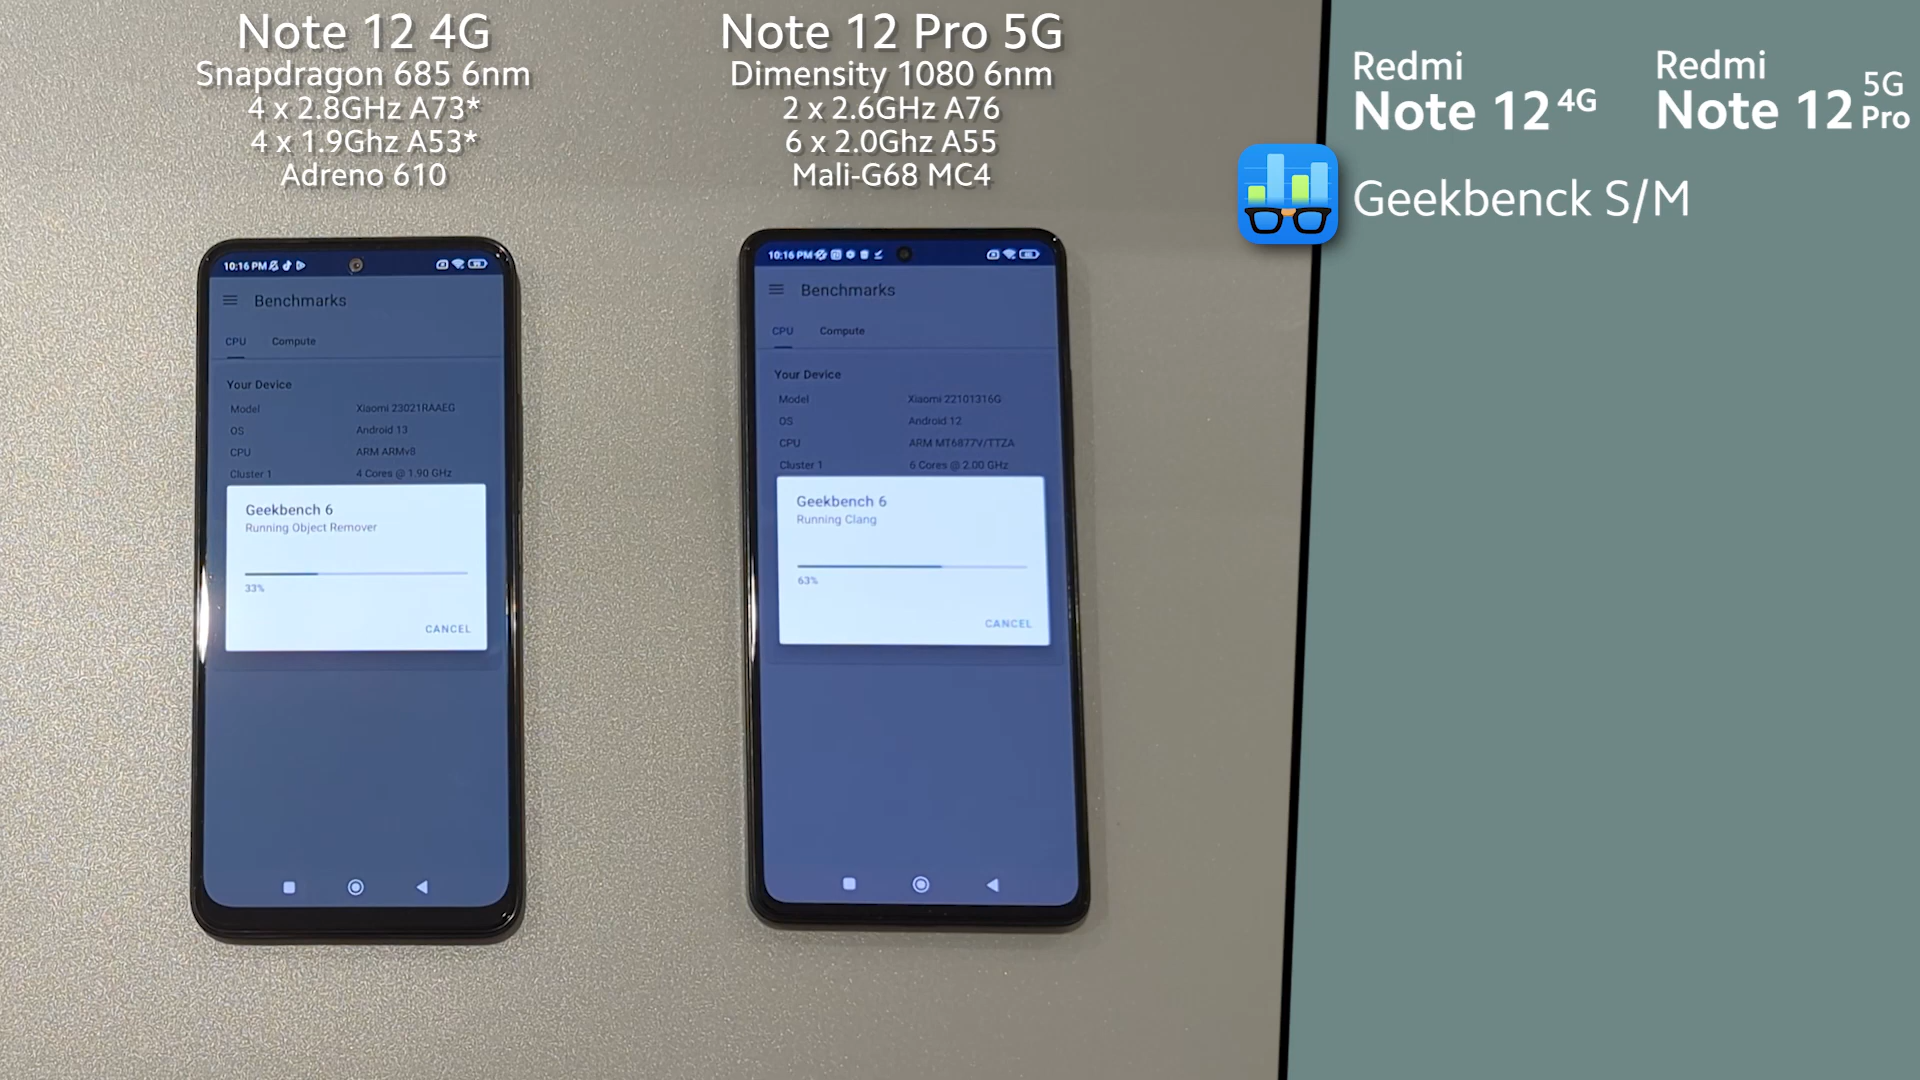 Note 12 4G
Snapdragon 685 6nm
4 x 2.8GHz A73*
4 x 1.9Ghz A53*
Adreno 610
Note 12 Pro 5G
Dimensity 1080 6nm
2 x 2.6GHz A76
6 x 2.0Ghz A55
Mali-G68 MC4
Redmi
Note 12 4G
Redmi
Note 12 5G Pro
Geekbenck S/M
10:16 PM
Benchmarks
CPU Compute
Your Device
Model Xiaomi 23021RAAEG
OS Android 13
CPU ARM ARMv8
Cluster 1 4 Cores @ 1.90 GHz
Geekbench 6
Running Object Remover
33%
CANCEL
10:16 PM
Benchmarks
CPU Compute
Your Device
Model Xiaomi 22101316G
OS Android 12
CPU ARM MT6877V/TTZA
Cluster 1 6 Cores @ 2.00 GHz
Geekbench 6
Running Clang
63%
CANCEL